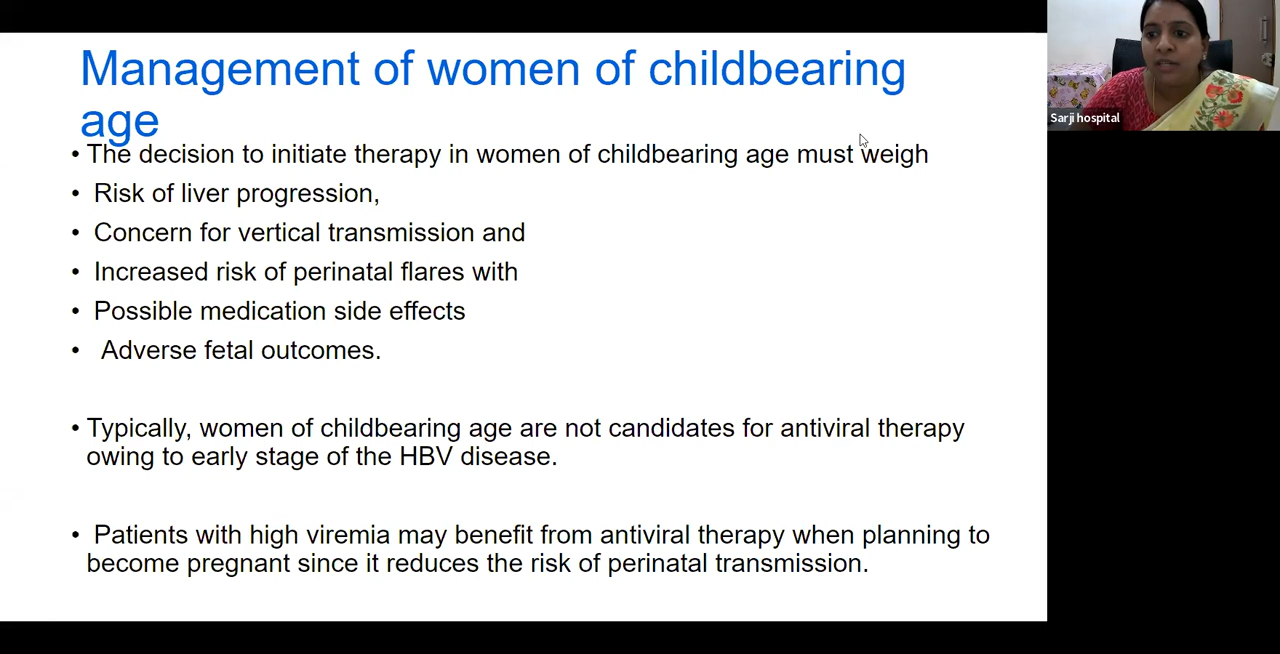 Management of women of childbearing
age
• The decision to initiate therapy in women of childbearing age must weigh
• Risk of liver progression,
• Concern for vertical transmission and
• Increased risk of perinatal flares with
• Possible medication side effects
• Adverse fetal outcomes.
• Typically, women of childbearing age are not candidates for antiviral therapy
owing to early stage of the HBV disease.
• Patients with high viremia may benefit from antiviral therapy when planning to
become pregnant since it reduces the risk of perinatal transmission.
Sarji hospital